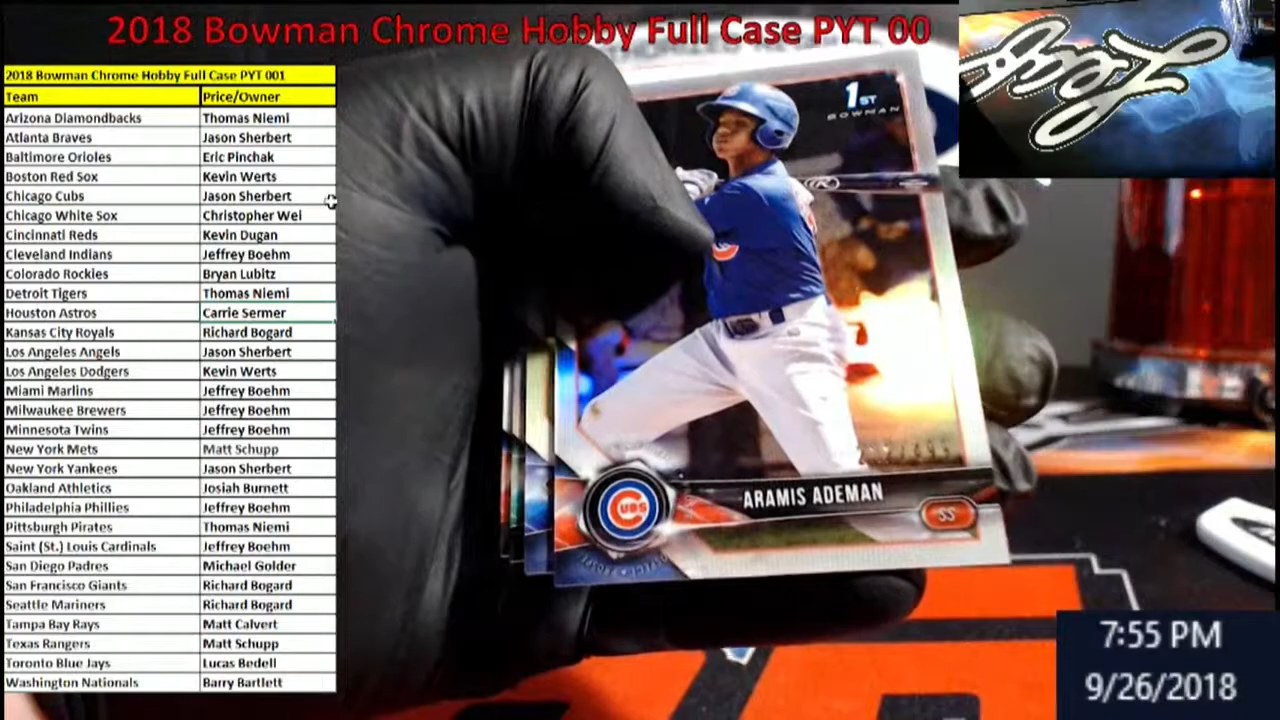 2018 Bowman Chrome Hobby Full Case PYT 00
2018 Bowman Chrome Hobby Full Case PYT 001
Team Price/Owner
Arizona Diamondbacks Thomas Niemi
Atlanta Braves Jason Sherbert
Baltimore Orioles Eric Pinchak
Boston Red Sox Kevin Werts
Chicago Cubs Jason Sherbert
Chicago White Sox Christopher Wei
Cincinnati Reds Kevin Dugan
Cleveland Indians Jeffrey Boehm
Colorado Rockies Bryan Lubitz
Detroit Tigers Thomas Niemi
Houston Astros Carrie Sermer
Kansas City Royals Richard Bogard
Los Angeles Angels Jason Sherbert
Los Angeles Dodgers Kevin Werts
Miami Marlins Jeffrey Boehm
Milwaukee Brewers Jeffrey Boehm
Minnesota Twins Jeffrey Boehm
New York Mets Matt Schupp
New York Yankees Jason Sherbert
Oakland Athletics Josiah Burnett
Philadelphia Phillies Jeffrey Boehm
Pittsburgh Pirates Thomas Niemi
Saint (St.) Louis Cardinals Jeffrey Boehm
San Diego Padres Michael Golder
San Francisco Giants Richard Bogard
Seattle Mariners Richard Bogard
Tampa Bay Rays Matt Calvert
Texas Rangers Matt Schupp
Toronto Blue Jays Lucas Bedell
Washington Nationals Barry Bartlett
1ST
BOWMAN
CUBS
ARAMIS ADEMAN
SS
7:55 PM
9/26/2018